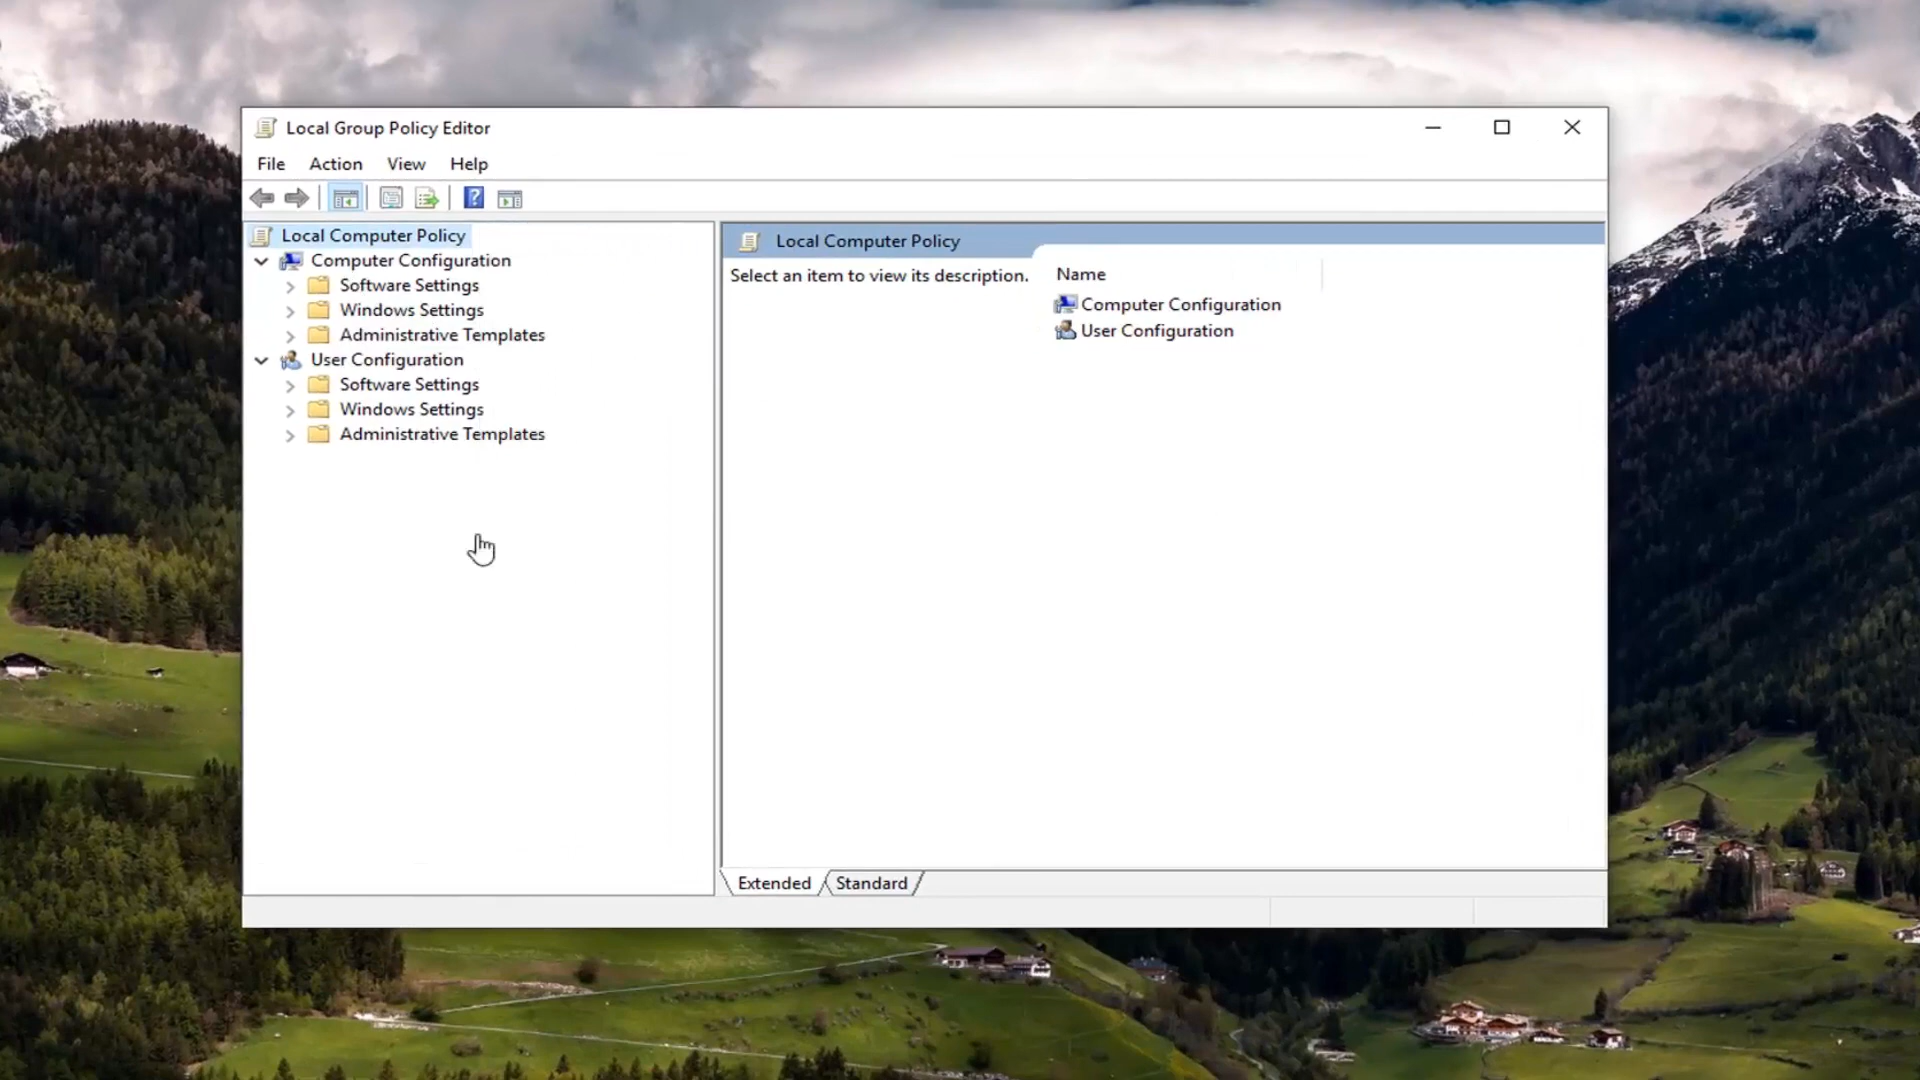 Local Group Policy Editor
File Action View Help
?
Local Computer Policy
Computer Configuration
Software Settings
Windows Settings
Administrative Templates
User Configuration
Software Settings
Windows Settings
Administrative Templates
Local Computer Policy
Select an item to view its description.
Name
Computer Configuration
User Configuration
Extended Standard